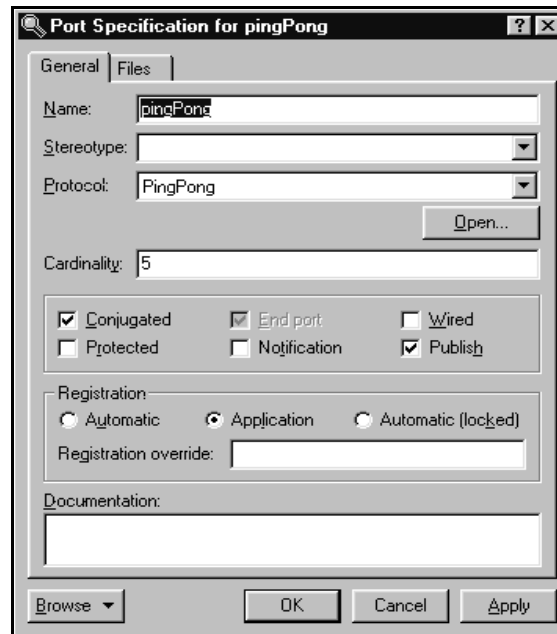 Port Specification for pingPong
General Files
Name: pingPong
Stereotype:
Protocol: PingPong
Open...
Cardinality: 5
Conjugated End port Wired
Protected Notification Publish
Registration
Automatic Application Automatic (locked)
Registration override:
Documentation:
Browse OK Cancel Apply